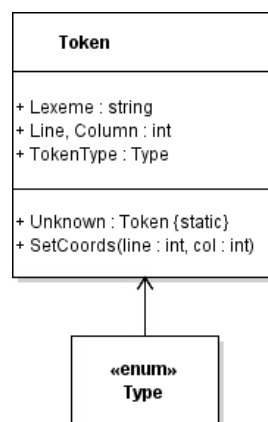 Token
+ Lexeme : string
+ Line, Column : int
+ TokenType : Type
+ Unknown : Token {static}
+ SetCoords(line : int, col : int)
«enum»
Type